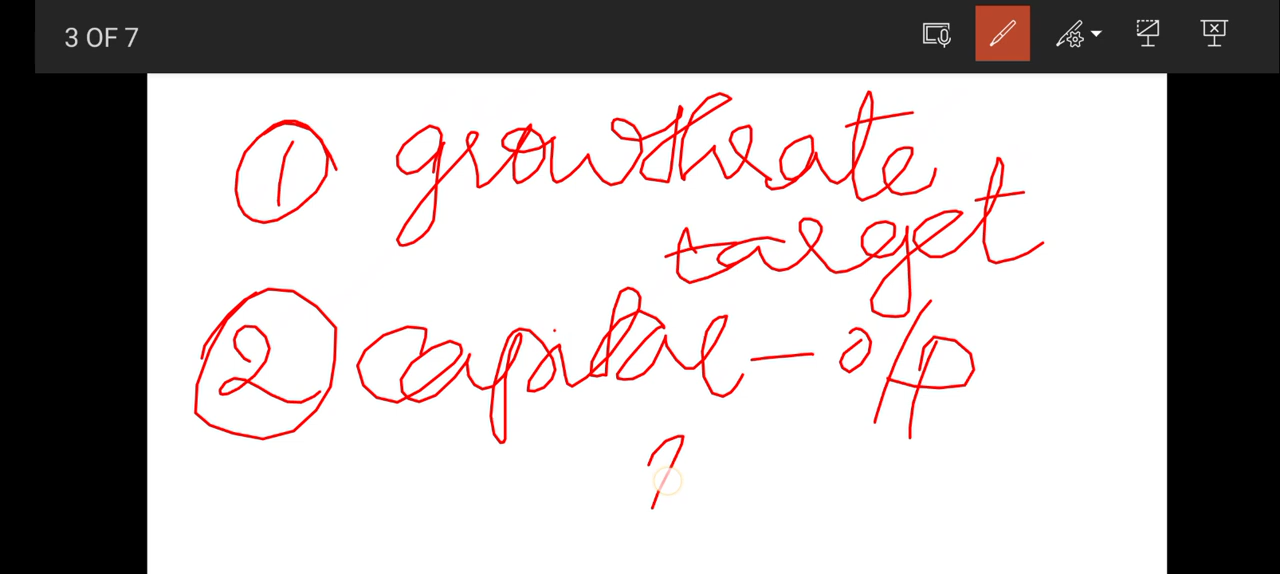 3 OF 7
① growthrate
target
② capital - o/p